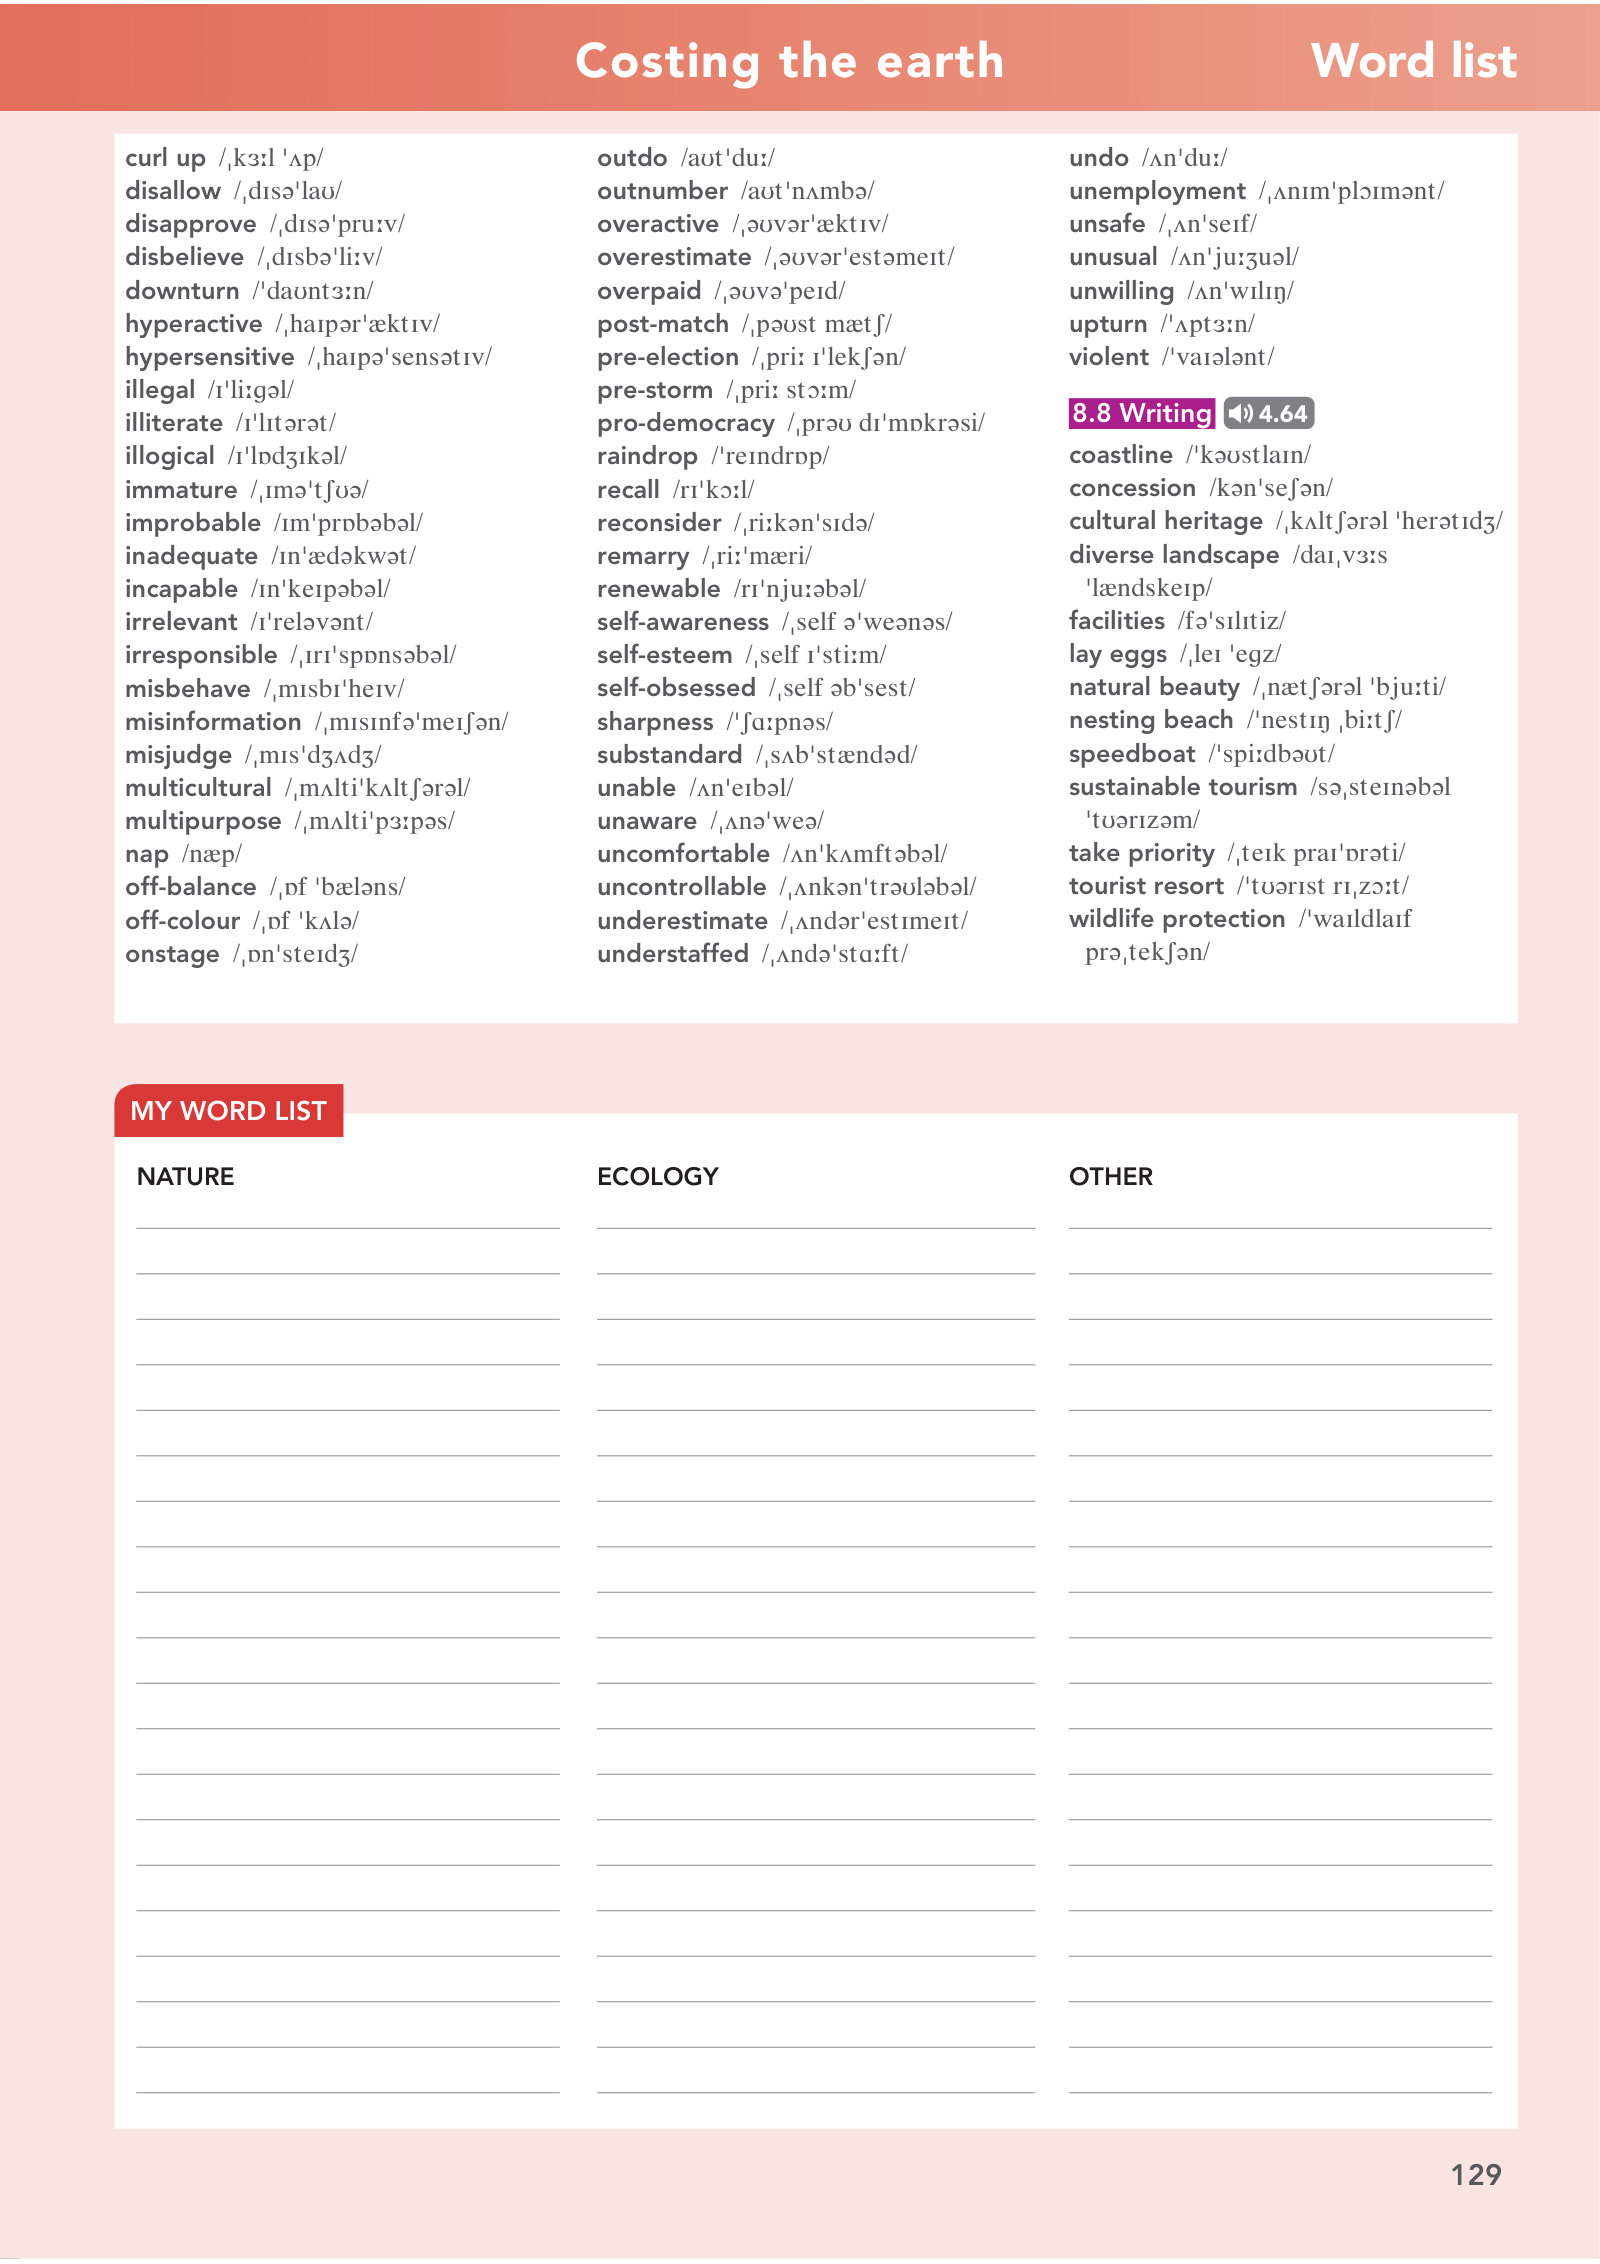 Costing the earth
Word list
curl up /ˌkɜːl ˈʌp/
disallow /ˌdɪsəˈlaʊ/
disapprove /ˌdɪsəˈpruːv/
disbelieve /ˌdɪsbəˈliːv/
downturn /ˈdaʊntɜːn/
hyperactive /ˌhaɪpərˈæktɪv/
hypersensitive /ˌhaɪpəˈsensətɪv/
illegal /ɪˈliːɡəl/
illiterate /ɪˈlɪtərət/
illogical /ɪˈlɒdʒɪkəl/
immature /ˌɪməˈtʃʊə/
improbable /ɪmˈprɒbəbəl/
inadequate /ɪnˈædəkwət/
incapable /ɪnˈkeɪpəbəl/
irrelevant /ɪˈreləvənt/
irresponsible /ˌɪrɪˈspɒnsəbəl/
misbehave /ˌmɪsbɪˈheɪv/
misinformation /ˌmɪsɪnfəˈmeɪʃən/
misjudge /ˌmɪsˈdʒʌdʒ/
multicultural /ˌmʌltiˈkʌltʃərəl/
multipurpose /ˌmʌltiˈpɜːpəs/
nap /næp/
off-balance /ˌɒf ˈbæləns/
off-colour /ˌɒf ˈkʌlə/
onstage /ˌɒnˈsteɪdʒ/
outdo /aʊtˈduː/
outnumber /aʊtˈnʌmbə/
overactive /ˌəʊvərˈæktɪv/
overestimate /ˌəʊvərˈestəmeɪt/
overpaid /ˌəʊvəˈpeɪd/
post-match /ˌpəʊst mætʃ/
pre-election /ˌpriː ɪˈlekʃən/
pre-storm /ˌpriː stɔːm/
pro-democracy /ˌprəʊ dɪˈmɒkrəsi/
raindrop /ˈreɪndrɒp/
recall /rɪˈkɔːl/
reconsider /ˌriːkənˈsɪdə/
remarry /ˌriːˈmæri/
renewable /rɪˈnjuːəbəl/
self-awareness /ˌself əˈweənəs/
self-esteem /ˌself ɪˈstiːm/
self-obsessed /ˌself əbˈsest/
sharpness /ˈʃɑːpnəs/
substandard /ˌsʌbˈstændəd/
unable /ʌnˈeɪbəl/
unaware /ˌʌnəˈweə/
uncomfortable /ʌnˈkʌmftəbəl/
uncontrollable /ˌʌnkənˈtrəʊləbəl/
underestimate /ˌʌndərˈestɪmeɪt/
understaffed /ˌʌndəˈstɑːft/
undo /ʌnˈduː/
unemployment /ˌʌnɪmˈplɔɪmənt/
unsafe /ˌʌnˈseɪf/
unusual /ʌnˈjuːʒuəl/
unwilling /ʌnˈwɪlɪŋ/
upturn /ˈʌptɜːn/
violent /ˈvaɪələnt/
8.8 Writing 4.64
coastline /ˈkəʊstlaɪn/
concession /kənˈseʃən/
cultural heritage /ˌkʌltʃərəl ˈherətɪdʒ/
diverse landscape /daɪˌvɜːs
ˈlændskeɪp/
facilities /fəˈsɪlɪtiz/
lay eggs /ˌleɪ ˈeɡz/
natural beauty /ˌnætʃərəl ˈbjuːti/
nesting beach /ˈnestɪŋ ˌbiːtʃ/
speedboat /ˈspiːdbəʊt/
sustainable tourism /səˌsteɪnəbəl
ˈtʊərɪzəm/
take priority /ˌteɪk praɪˈɒrəti/
tourist resort /ˈtʊərɪst rɪˌzɔːt/
wildlife protection /ˈwaɪldlaɪf
prəˌtekʃən/
MY WORD LIST
NATURE
ECOLOGY
OTHER
129